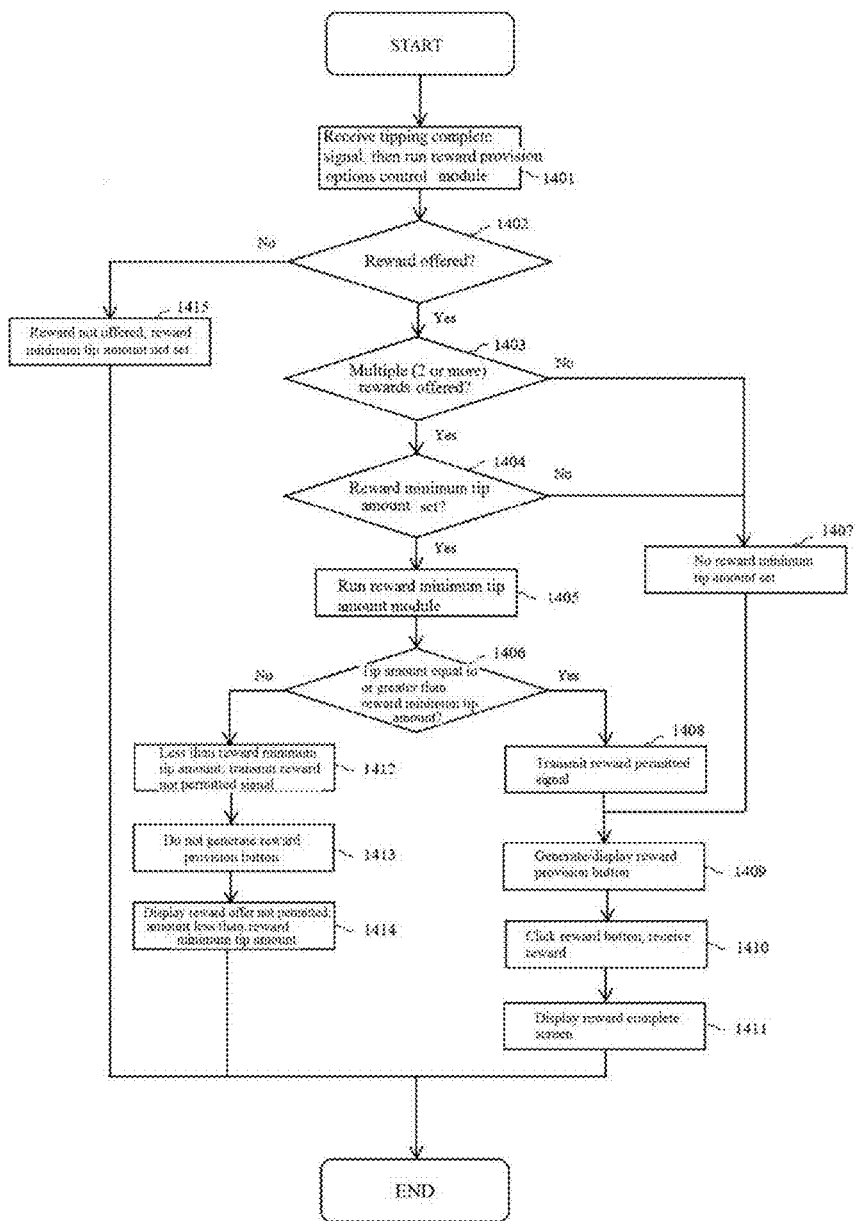 START
Receive tipping complete
signal, then run reward provision
options control module
1401
1402
No
Reward offered?
1415
Yes
Reward not offered, reward
minimum tip amount not set
1403
Multiple (2 or more)
rewards offered?
No
Yes
1404
Reward minimum tip
amount set?
No
Yes
1407
No reward minimum
tip amount set
Run reward minimum tip
amount module
1405
1406
No
Tip amount equal to
or greater than
reward minimum tip
amount?
Yes
1408
Less than reward minimum
tip amount, transmit reward
not permitted signal
1412
Transmit reward permitted
signal
Do not generate reward
provision button
1413
Generate/display reward
provision button
1409
Display reward offer not permitted,
amount less than reward
minimum tip amount
1414
Click reward button, receive
reward
1410
Display reward complete
screen
1411
END